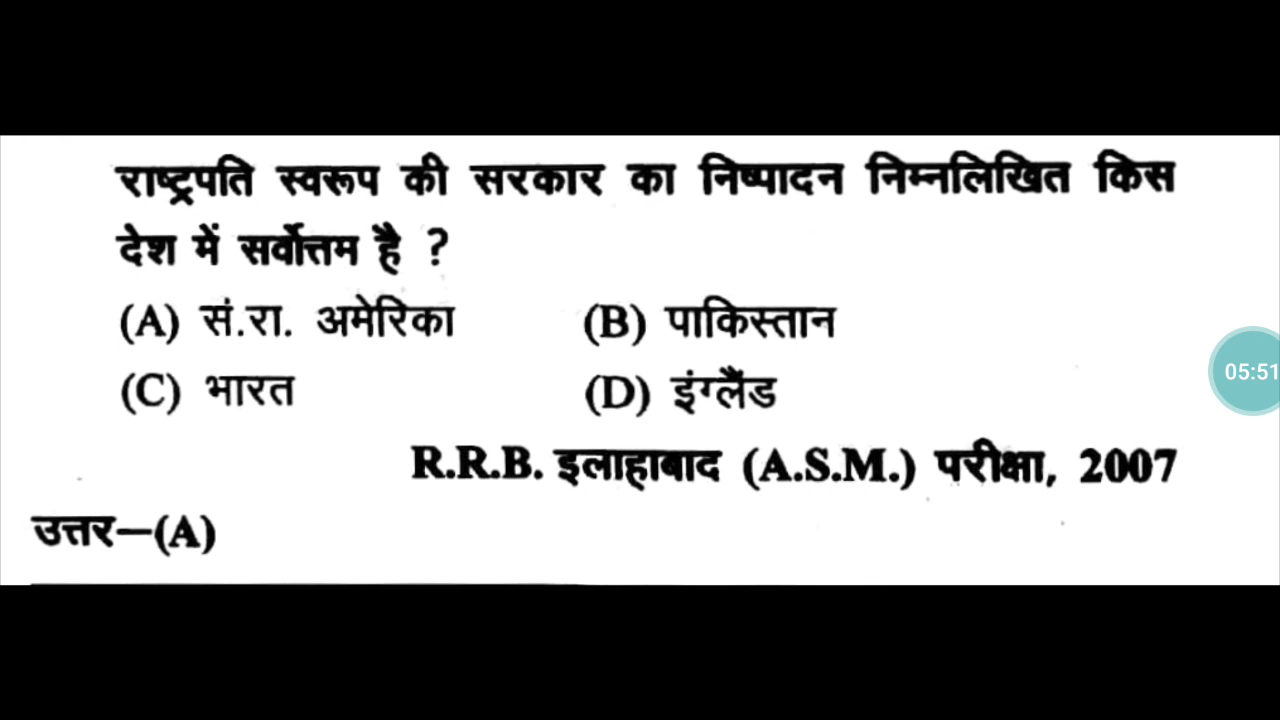 राष्ट्रपति स्वरूप की सरकार का निष्पादन निम्नलिखित किस
देश में सर्वोत्तम है ?
(A) सं.रा. अमेरिका (B) पाकिस्तान
(C) भारत (D) इंग्लैंड
05:51
R.R.B. इलाहाबाद (A.S.M.) परीक्षा, 2007
उत्तर—(A)